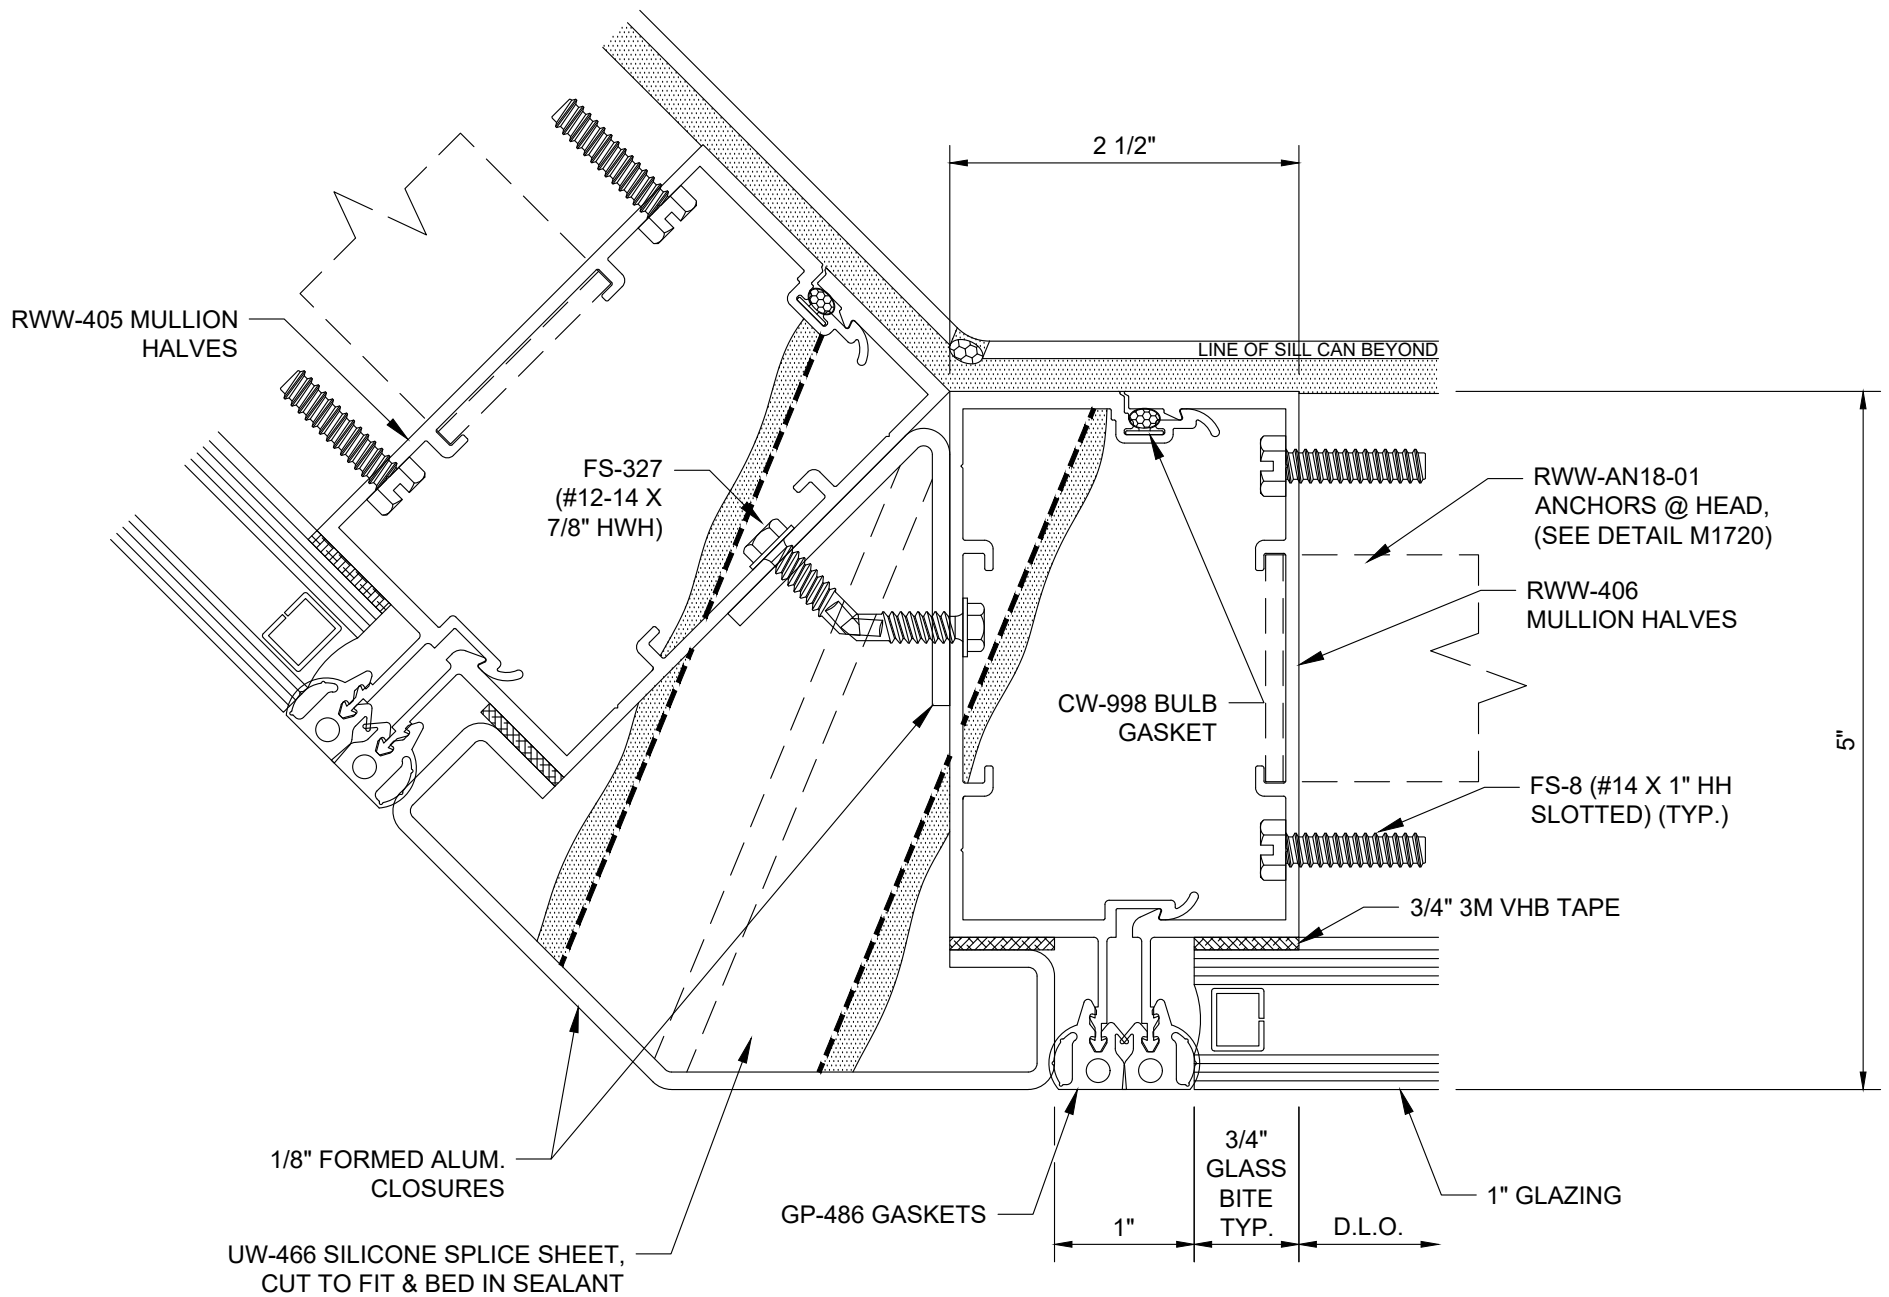 2 1/2"
RWW-405 MULLION
HALVES
LINE OF SILL CAN BEYOND
FS-327
(#12-14 X
7/8" HWH)
RWW-AN18-01
ANCHORS @ HEAD,
(SEE DETAIL M1720)
RWW-406
MULLION HALVES
CW-998 BULB
GASKET
5"
FS-8 (#14 X 1" HH
SLOTTED) (TYP.)
3/4" 3M VHB TAPE
1/8" FORMED ALUM.
CLOSURES
GP-486 GASKETS
1"
3/4"
GLASS
BITE
TYP.
D.L.O.
1" GLAZING
UW-466 SILICONE SPLICE SHEET,
CUT TO FIT & BED IN SEALANT